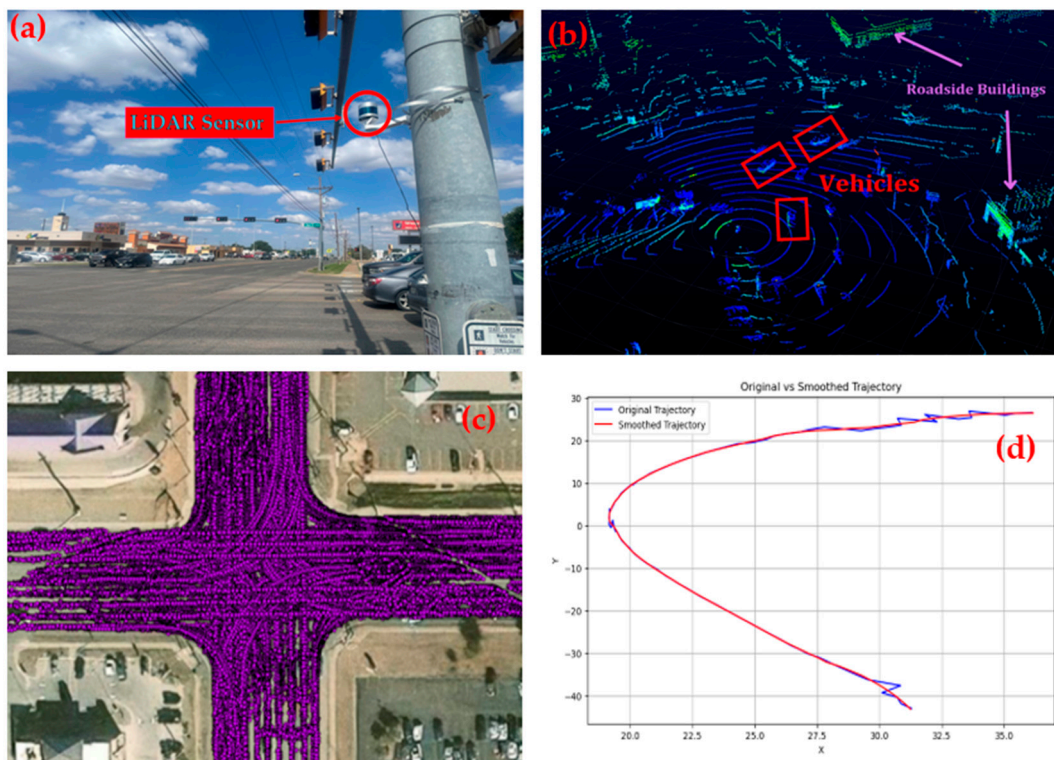 (a)
LiDAR Sensor
(b)
Roadside Buildings
Vehicles
(c)
Original vs Smoothed Trajectory
Original Trajectory
Smoothed Trajectory
(d)
30
20
10
0
−10
−20
−30
−40
Y
20.0 22.5 25.0 27.5 30.0 32.5 35.0
X